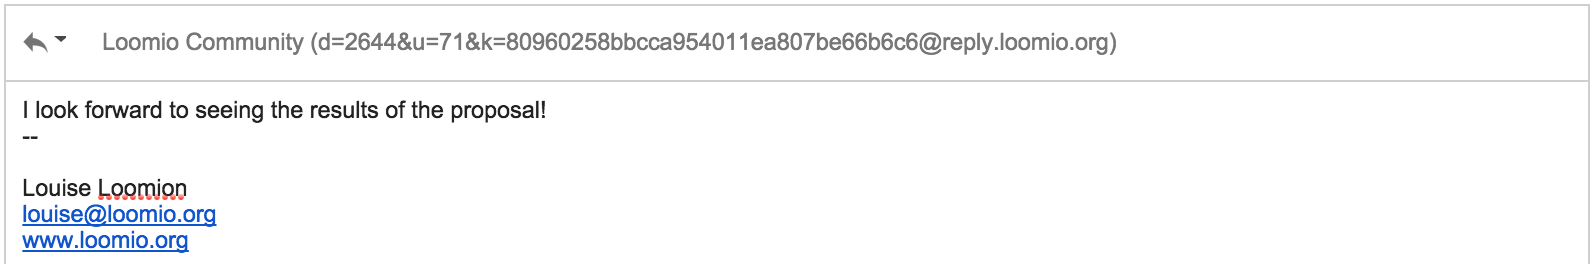 Loomio Community (d=2644&u=71&k=80960258bbcca954011ea807be66b6c6@reply.loomio.org)
I look forward to seeing the results of the proposal!
--
Louise Loomion
louise@loomio.org
www.loomio.org